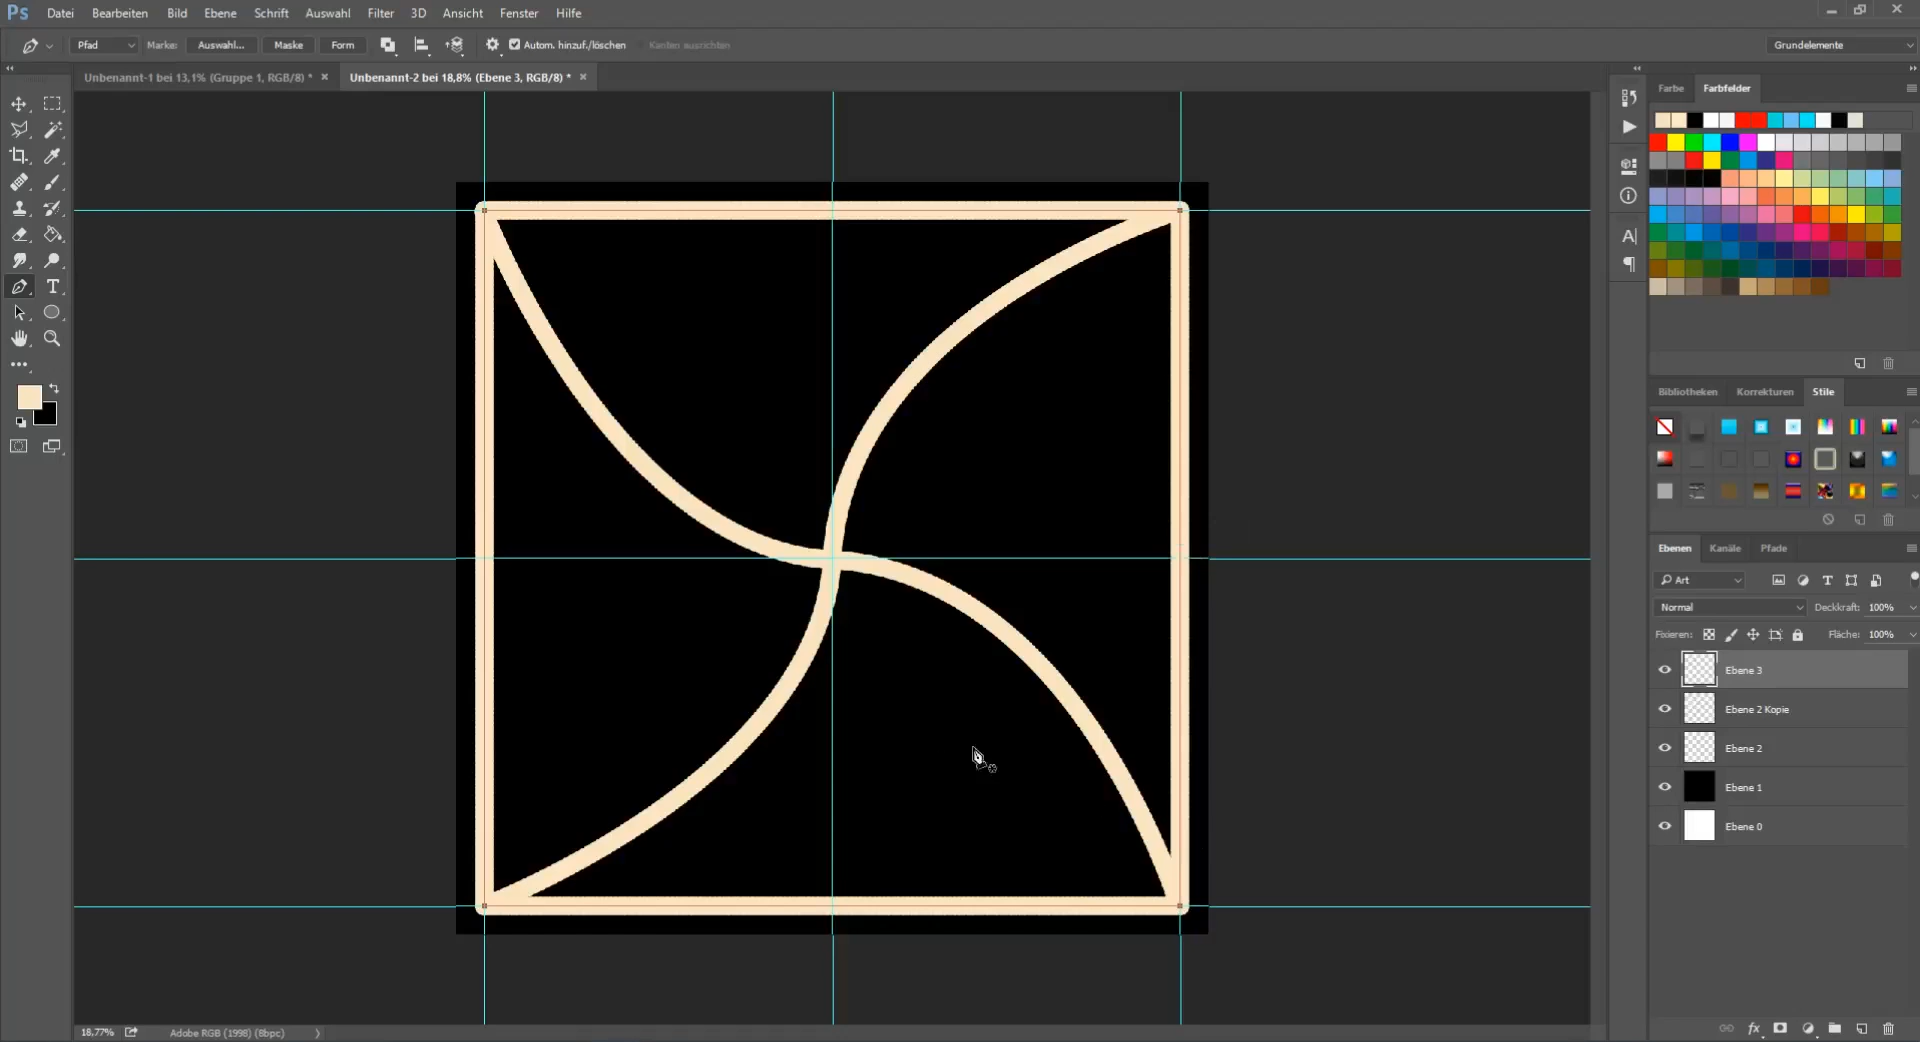 Ps Datei Bearbeiten Bild Ebene Schrift Auswahl Filter 3D Ansicht Fenster Hilfe
Pfad Marke: Auswahl... Maske Form Autom. hinzuf./löschen Kanten ausrichten Grundelemente
Unbenannt-1 bei 13,1% (Gruppe 1, RGB/8) * × Unbenannt-2 bei 18,8% (Ebene 3, RGB/8) * ×
Farbe Farbfelder
Bibliotheken Korrekturen Stile
Ebenen Kanäle Pfade
Art
Normal Deckkraft: 100%
Fixieren: Fläche: 100%
Ebene 3
Ebene 2 Kopie
Ebene 2
Ebene 1
Ebene 0
18,77% Adobe RGB (1998) (8bpc)